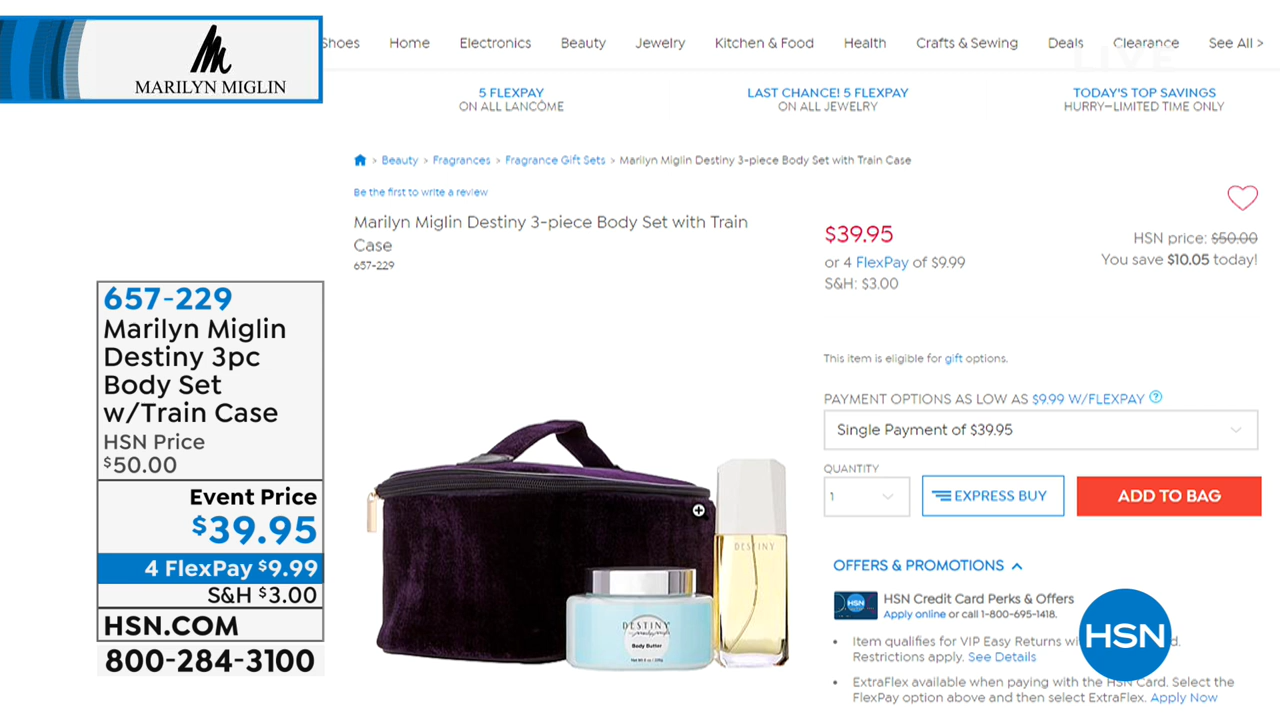 MARILYN MIGLIN
Shoes Home Electronics Beauty Jewelry Kitchen & Food Health Crafts & Sewing Deals Clearance See All >
LIVE
5 FLEXPAY
ON ALL LANCÔME
LAST CHANCE! 5 FLEXPAY
ON ALL JEWELRY
TODAY'S TOP SAVINGS
HURRY—LIMITED TIME ONLY
> Beauty > Fragrances > Fragrance Gift Sets > Marilyn Miglin Destiny 3-piece Body Set with Train Case
Be the first to write a review
Marilyn Miglin Destiny 3-piece Body Set with Train
Case
657-229
$39.95
or 4 FlexPay of $9.99
S&H: $3.00
HSN price: $50.00
You save $10.05 today!
This item is eligible for gift options.
PAYMENT OPTIONS AS LOW AS $9.99 W/FLEXPAY ?
Single Payment of $39.95
QUANTITY
1
EXPRESS BUY
ADD TO BAG
OFFERS & PROMOTIONS
HSN
HSN Credit Card Perks & Offers
Apply online or call 1-800-695-1418.
• Item qualifies for VIP Easy Returns d.
Restrictions apply. See Details
• ExtraFlex available when paying with the HSN Card. Select the
FlexPay option above and then select ExtraFlex. Apply Now
HSN
657-229
Marilyn Miglin
Destiny 3pc
Body Set
w/Train Case
HSN Price
$50.00
Event Price
$39.95
4 FlexPay $9.99
S&H $3.00
HSN.COM
800-284-3100
DESTINY
DESTINY
Body Butter